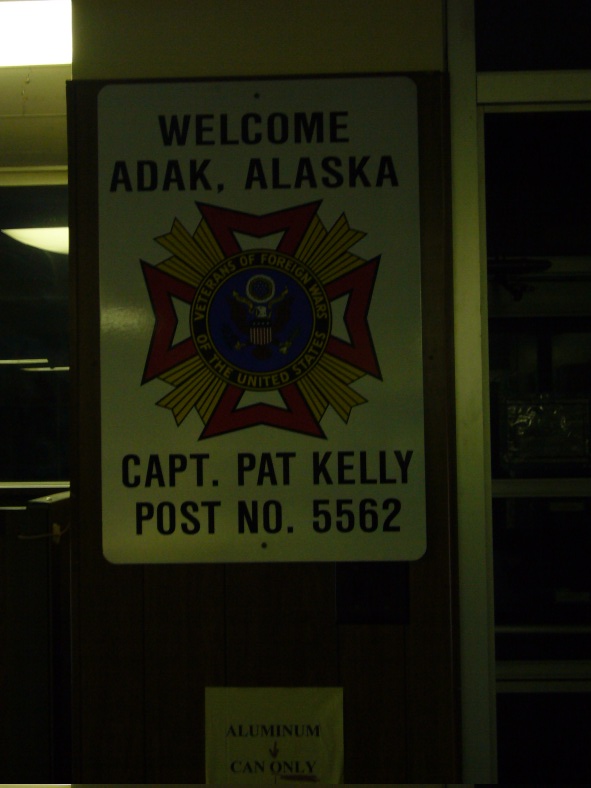 WELCOME
ADAK, ALASKA
VETERANS OF FOREIGN WARS
OF THE UNITED STATES
CAPT. PAT KELLY
POST NO. 5562
ALUMINUM
↓
CAN ONLY